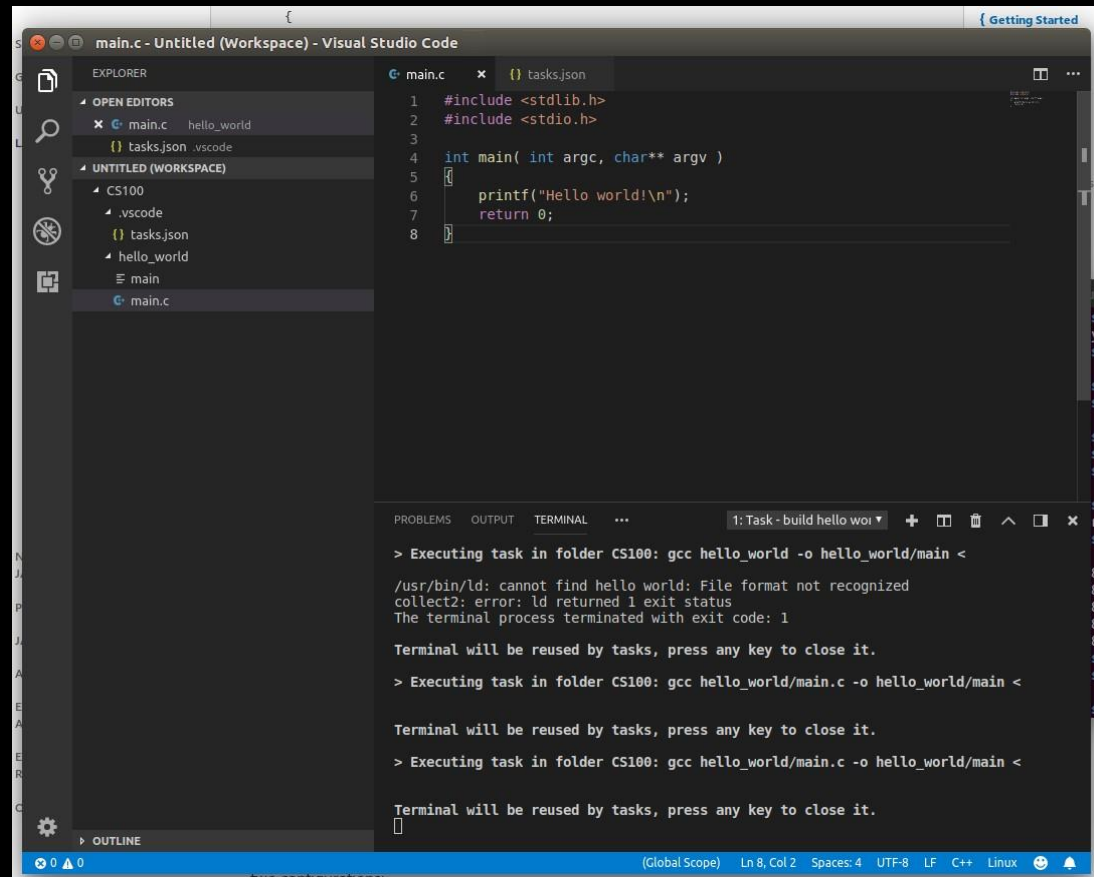 {
{ Getting Started
main.c - Untitled (Workspace) - Visual Studio Code
EXPLORER
OPEN EDITORS
main.c hello_world
{} tasks.json .vscode
UNTITLED (WORKSPACE)
CS100
.vscode
{} tasks.json
hello_world
main
main.c
OUTLINE
main.c
{} tasks.json
1 #include <stdlib.h>
2 #include <stdio.h>
3
4 int main( int argc, char** argv )
5 {
6 printf("Hello world!\n");
7 return 0;
8 }
PROBLEMS OUTPUT TERMINAL ••• 1: Task - build hello wor
> Executing task in folder CS100: gcc hello_world -o hello_world/main <
/usr/bin/ld: cannot find hello world: File format not recognized
collect2: error: ld returned 1 exit status
The terminal process terminated with exit code: 1
Terminal will be reused by tasks, press any key to close it.
> Executing task in folder CS100: gcc hello_world/main.c -o hello_world/main <
Terminal will be reused by tasks, press any key to close it.
> Executing task in folder CS100: gcc hello_world/main.c -o hello_world/main <
Terminal will be reused by tasks, press any key to close it.
0 0 (Global Scope) Ln 8, Col 2 Spaces: 4 UTF-8 LF C++ Linux